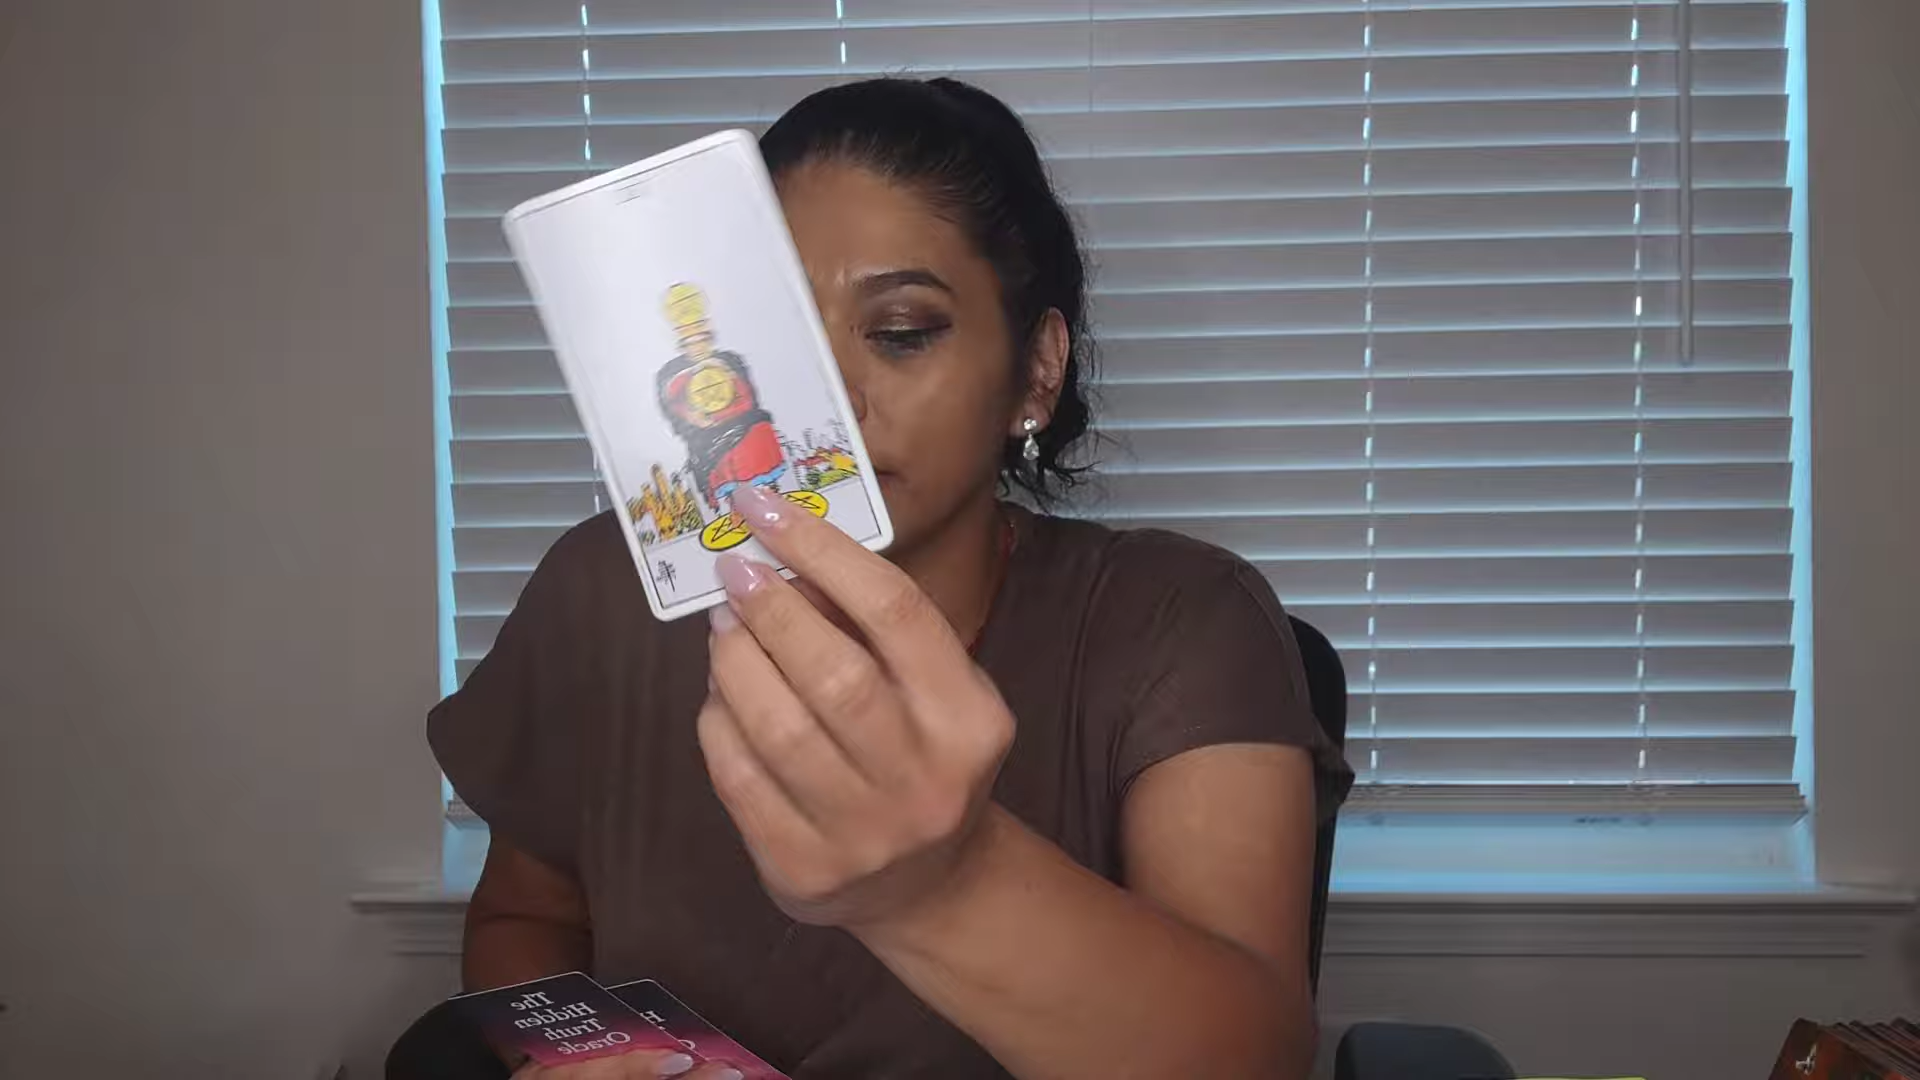 The
Hidden
Truth
Oracle
H
O